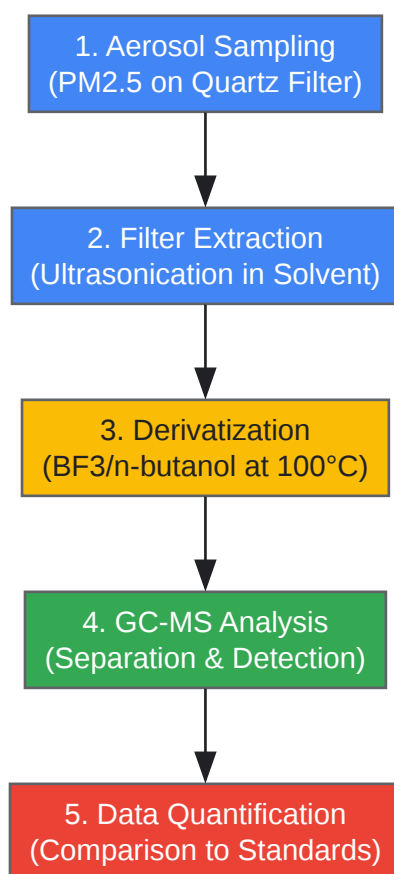 1. Aerosol Sampling
(PM2.5 on Quartz Filter)
2. Filter Extraction
(Ultrasonication in Solvent)
3. Derivatization
(BF3/n-butanol at 100°C)
4. GC-MS Analysis
(Separation & Detection)
5. Data Quantification
(Comparison to Standards)